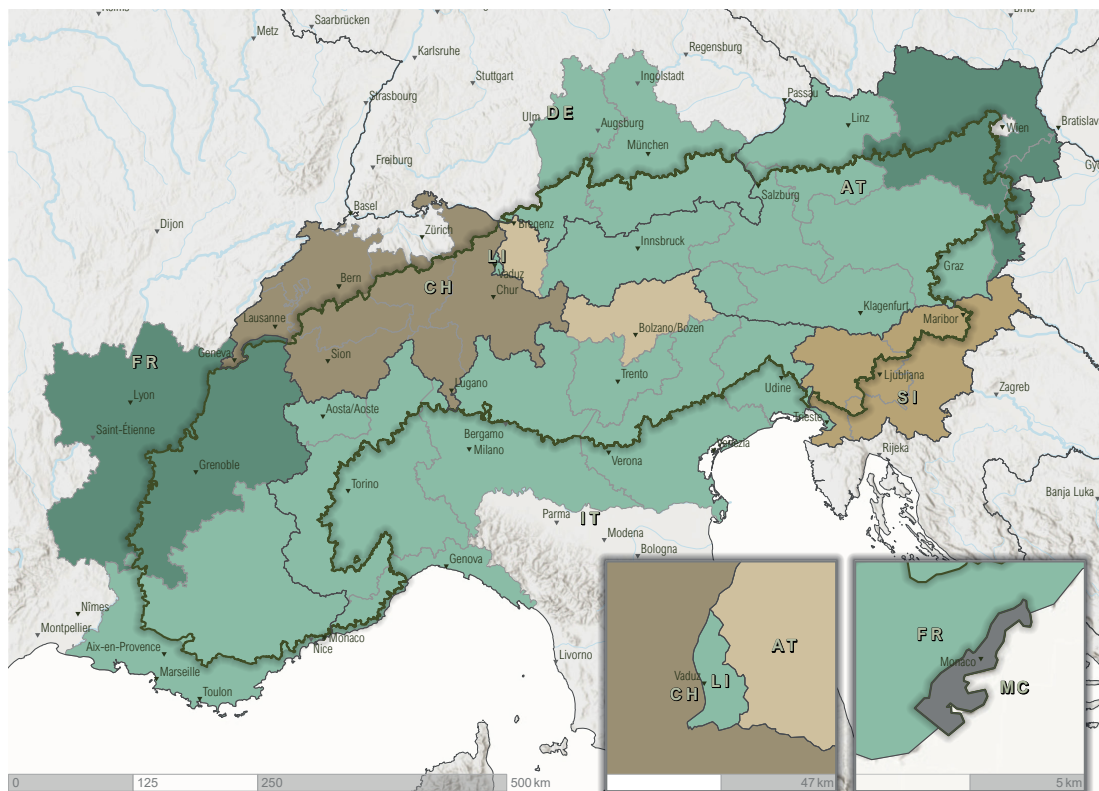 Saarbrücken
Metz
Karlsruhe
Regensburg
Stuttgart
Ingolstadt
Strasbourg
Passau
Ulm
DE
Augsburg
Linz
Wien
Bratislav
München
Freiburg
AT
Salzburg
Basel
Dijon
Zürich
Bregenz
Innsbruck
LI
Vaduz
Graz
Bern
CH
Chur
Klagenfurt
Maribor
Lausanne
Bolzano/Bozen
Geneva
Sion
FR
Lugano
Trento
Udine
Ljubljana
SI
Zagreb
Lyon
Aosta/Aoste
Trieste
Saint-Étienne
Bergamo
Milano
Venezia
Rijeka
Verona
Grenoble
Torino
Banja Luka
Parma
IT
Modena
Bologna
Genova
Nîmes
Montpellier
Monaco
Nice
Aix-en-Provence
Marseille
Toulon
Livorno
AT
Vaduz
LI
CH
FR
Monaco
MC
0
125
250
500 km
47 km
5 km